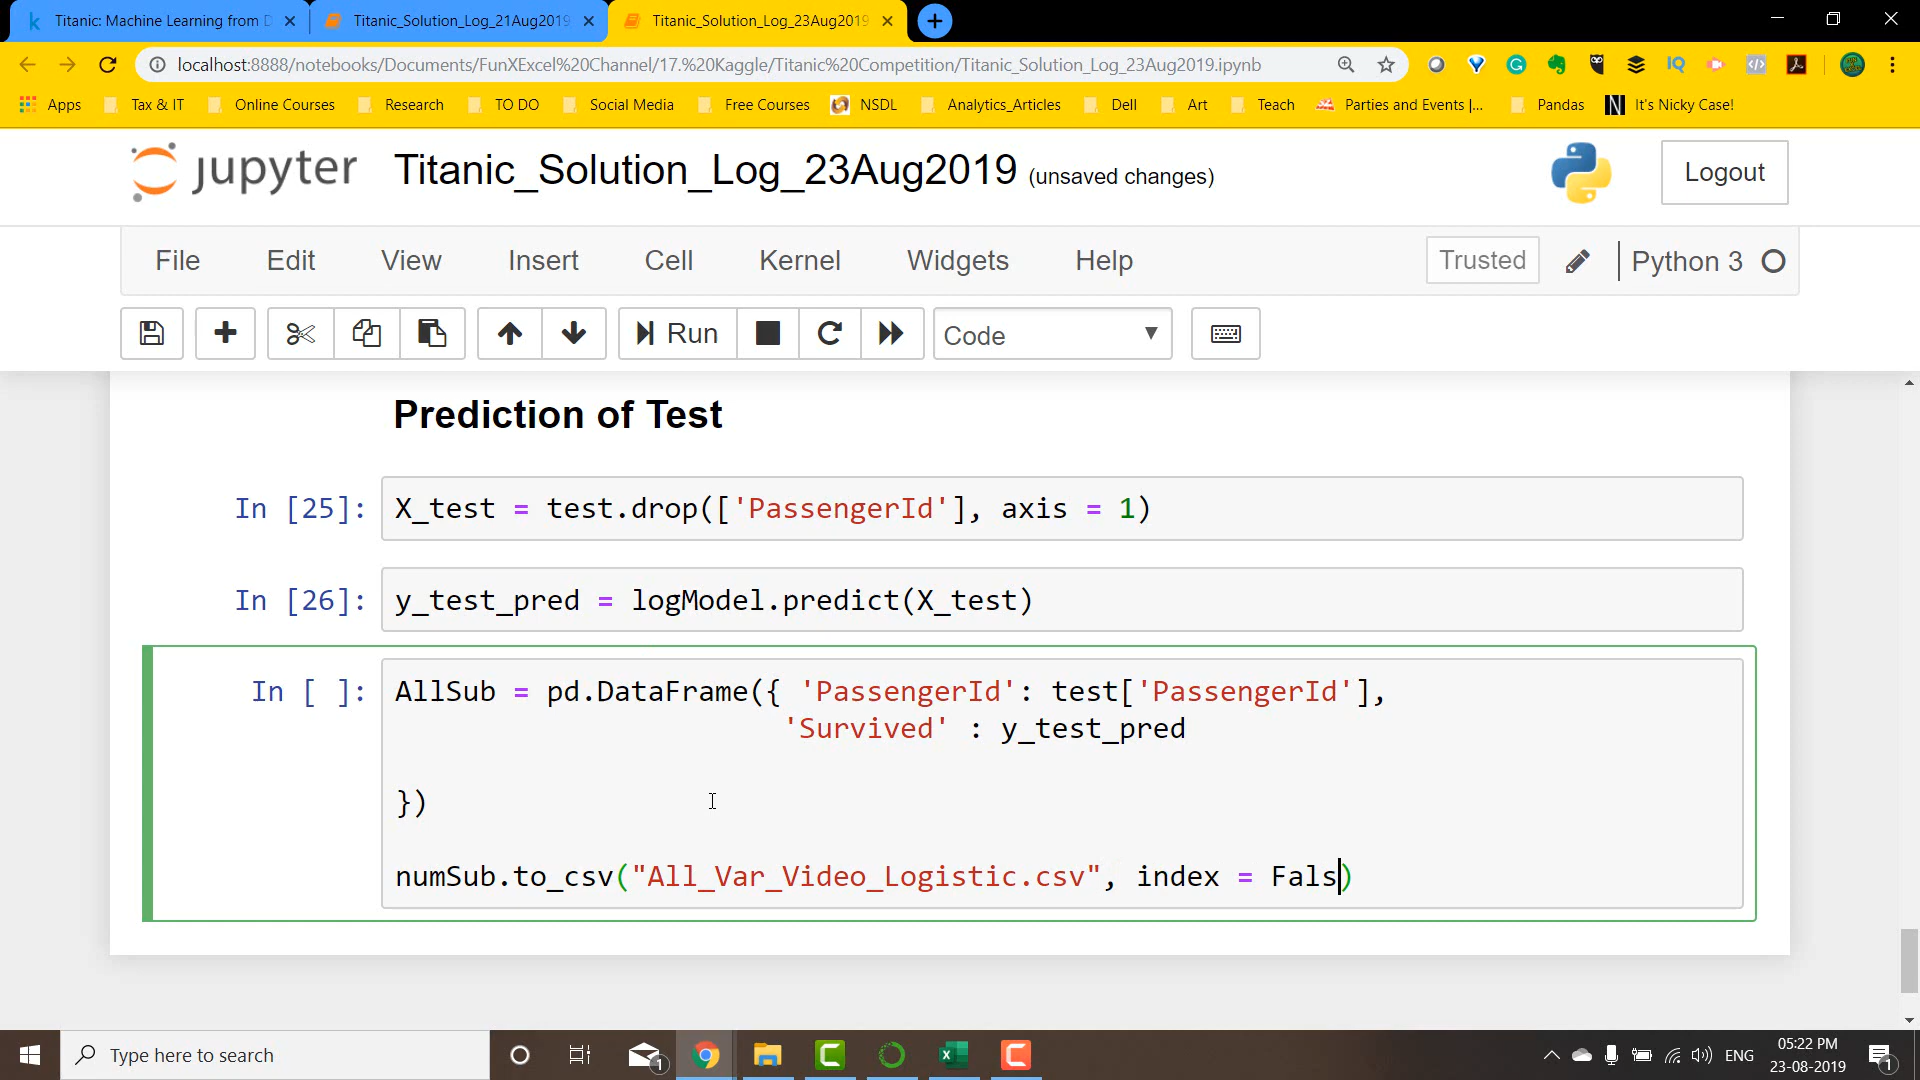 Titanic: Machine Learning from D
Titanic_Solution_Log_21Aug2019
Titanic_Solution_Log_23Aug2019
localhost:8888/notebooks/Documents/FunXExcel%20Channel/17.%20Kaggle/Titanic%20Competition/Titanic_Solution_Log_23Aug2019.ipynb
Apps Tax & IT Online Courses Research TO DO Social Media Free Courses NSDL Analytics_Articles Dell Art Teach Parties and Events |... Pandas It's Nicky Case!
jupyter Titanic_Solution_Log_23Aug2019 (unsaved changes) Logout
File Edit View Insert Cell Kernel Widgets Help Trusted Python 3
Run Code
Prediction of Test
In [25]: X_test = test.drop(['PassengerId'], axis = 1)
In [26]: y_test_pred = logModel.predict(X_test)
In [ ]: AllSub = pd.DataFrame({ 'PassengerId': test['PassengerId'],
'Survived' : y_test_pred
})
numSub.to_csv("All_Var_Video_Logistic.csv", index = Fals)
Type here to search
1
ENG
05:22 PM
23-08-2019
1